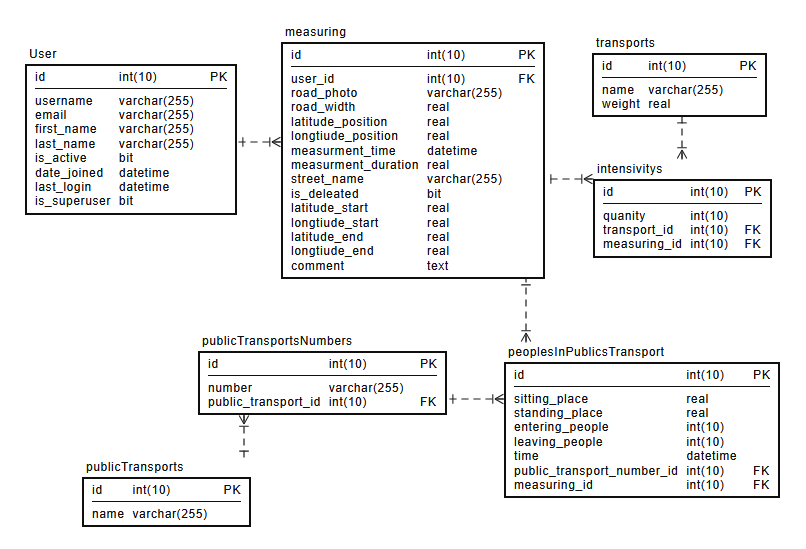 User
id int(10) PK
username varchar(255)
email varchar(255)
first_name varchar(255)
last_name varchar(255)
is_active bit
date_joined datetime
last_login datetime
is_superuser bit
measuring
id int(10) PK
user_id int(10) FK
road_photo varchar(255)
road_width real
latitude_position real
longtiude_position real
measurment_time datetime
measurment_duration real
street_name varchar(255)
is_deleated bit
latitude_start real
longtiude_start real
latitude_end real
longtiude_end real
comment text
transports
id int(10) PK
name varchar(255)
weight real
intensivitys
id int(10) PK
quanity int(10)
transport_id int(10) FK
measuring_id int(10) FK
publicTransportsNumbers
id int(10) PK
number varchar(255)
public_transport_id int(10) FK
peoplesInPublicsTransport
id int(10) PK
sitting_place real
standing_place real
entering_people int(10)
leaving_people int(10)
time datetime
public_transport_number_id int(10) FK
measuring_id int(10) FK
publicTransports
id int(10) PK
name varchar(255)